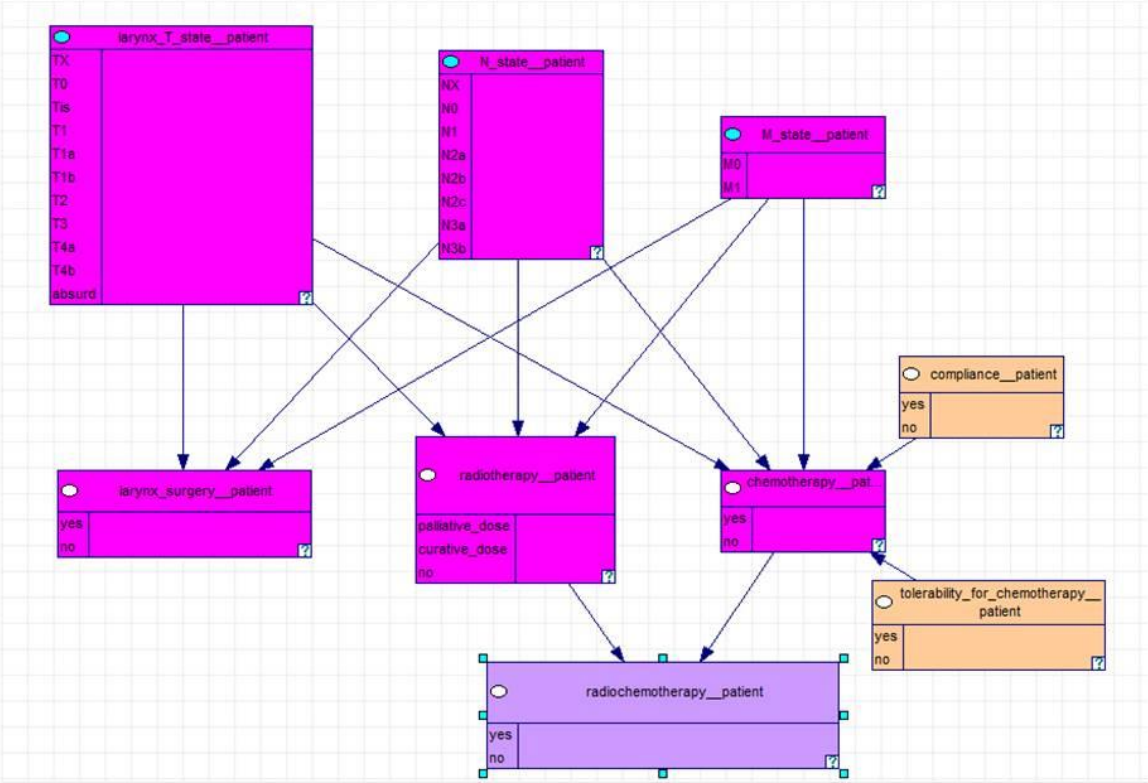 larynx_T_state__patient
TX
T0
Tis
T1
T1a
T1b
T2
T3
T4a
T4b
absurd
?
N_state__patient
NX
N0
N1
N2a
N2b
N2c
N3a
N3b
?
M_state__patient
M0
M1
?
compliance__patient
yes
no
?
larynx_surgery__patient
yes
no
?
radiotherapy__patient
palliative_dose
curative_dose
no
?
chemotherapy__pat...
yes
no
?
tolerability_for_chemotherapy__
patient
yes
no
?
radiochemotherapy__patient
yes
no
?